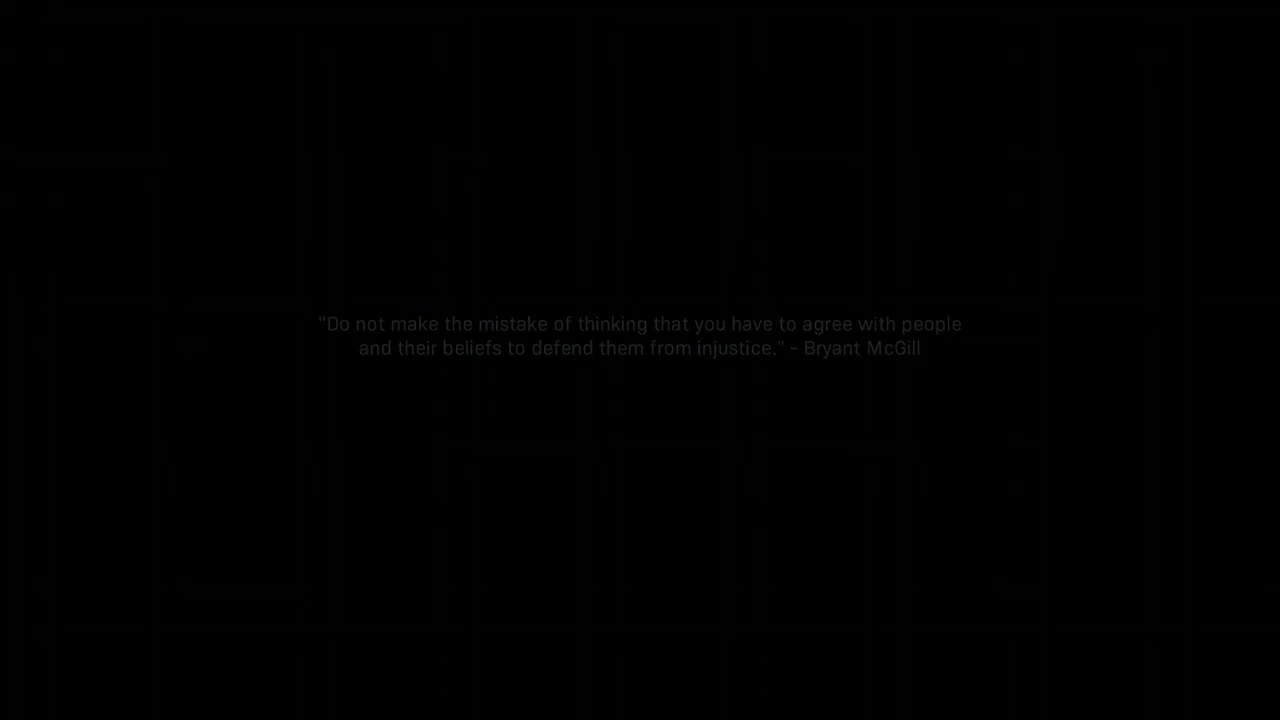 "Do not make the mistake of thinking that you have to agree with people
and their beliefs to defend them from injustice." - Bryant McGill